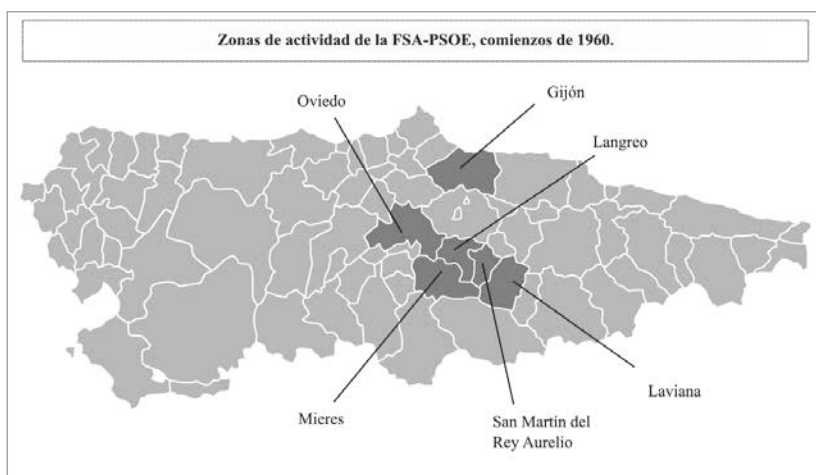 Zonas de actividad de la FSA-PSOE, comienzos de 1960.
Gijón
Oviedo
Langreo
Laviana
Mieres
San Martín del
Rey Aurelio